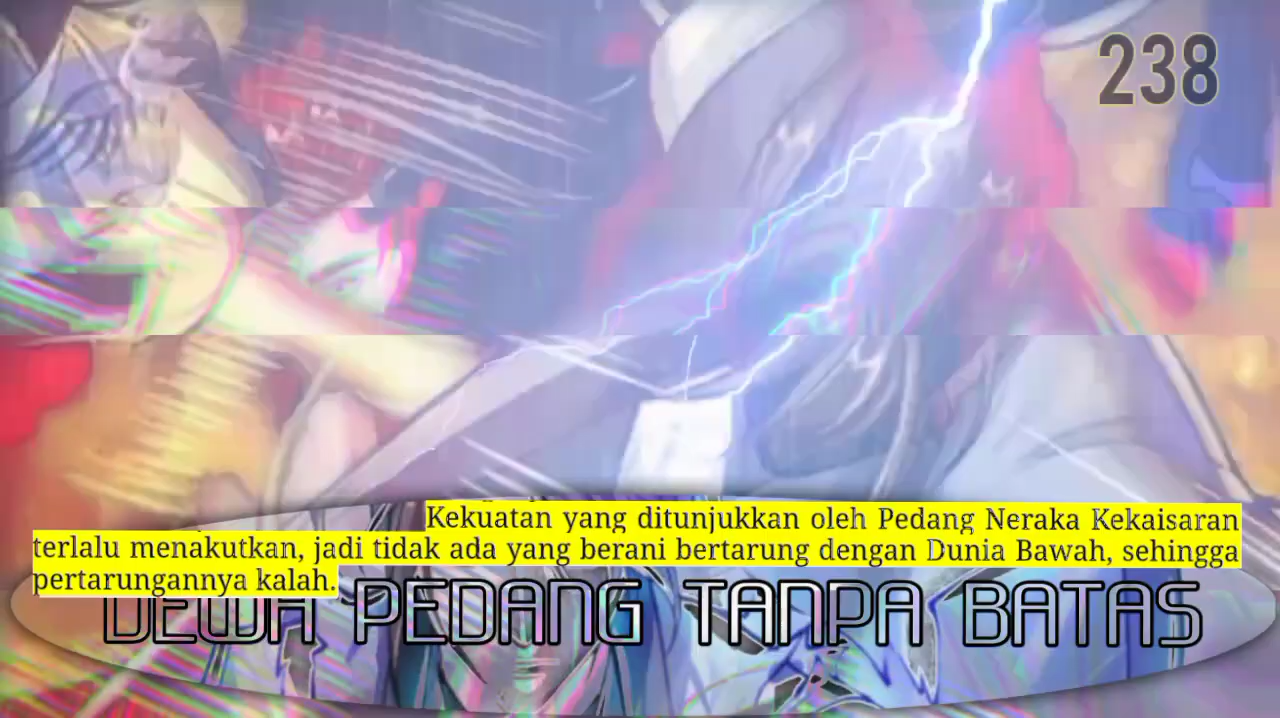 238
Kekuatan yang ditunjukkan oleh Pedang Neraka Kekaisaran
terlalu menakutkan, jadi tidak ada yang berani bertarung dengan Dunia Bawah, sehingga
pertarungannya kalah.
DEWA PEDANG TANPA BATAS